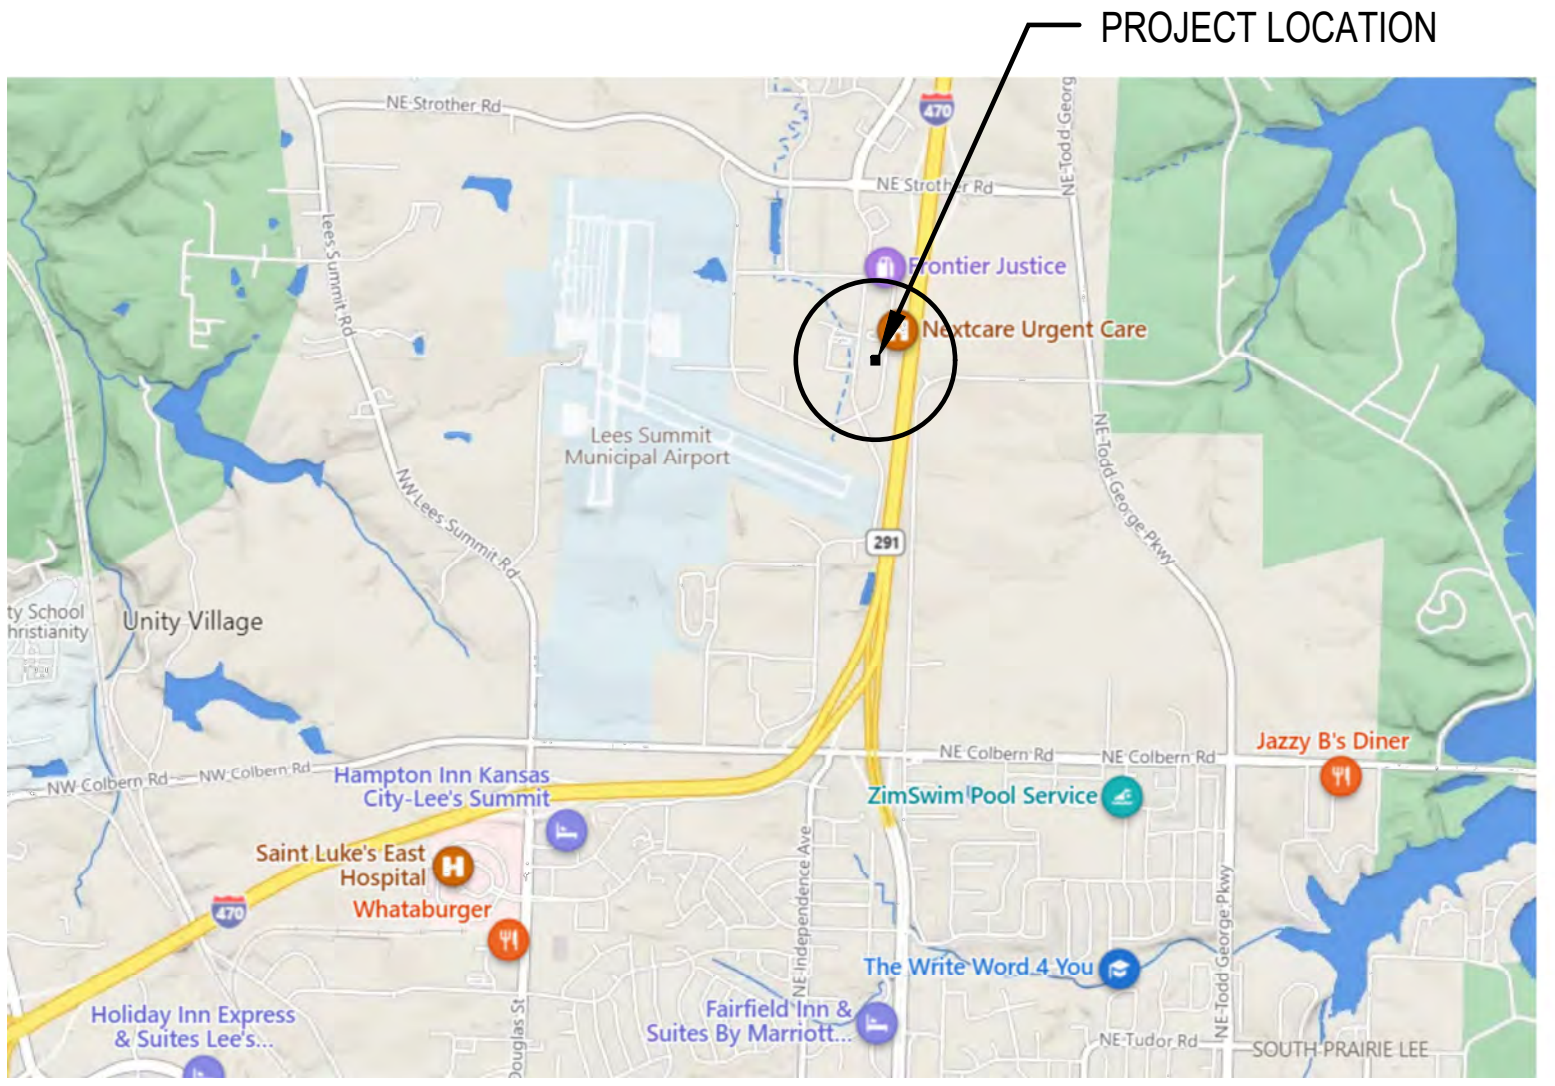 PROJECT LOCATION
NE Strother Rd
470
NE Todd Georg
NE Strother Rd
Lees Summit Rd
Frontier Justice
Nextcare Urgent Care
Lees Summit
Municipal Airport
NE Todd George Pkwy
NW Lees Summit Rd
291
ty School
hristianity
Unity Village
NW Colbern Rd
NW Colbern Rd
NE Colbern Rd
NE Colbern Rd
Jazzy B's Diner
Hampton Inn Kansas
City-Lee's Summit
ZimSwim Pool Service
Saint Luke's East
Hospital
H
Whataburger
470
NE Independence Ave
NE Todd George Pkwy
The Write Word 4 You
Holiday Inn Express
& Suites Lee's...
Douglas St
Fairfield Inn &
Suites By Marriott...
NE Tudor Rd
SOUTH PRAIRIE LEE